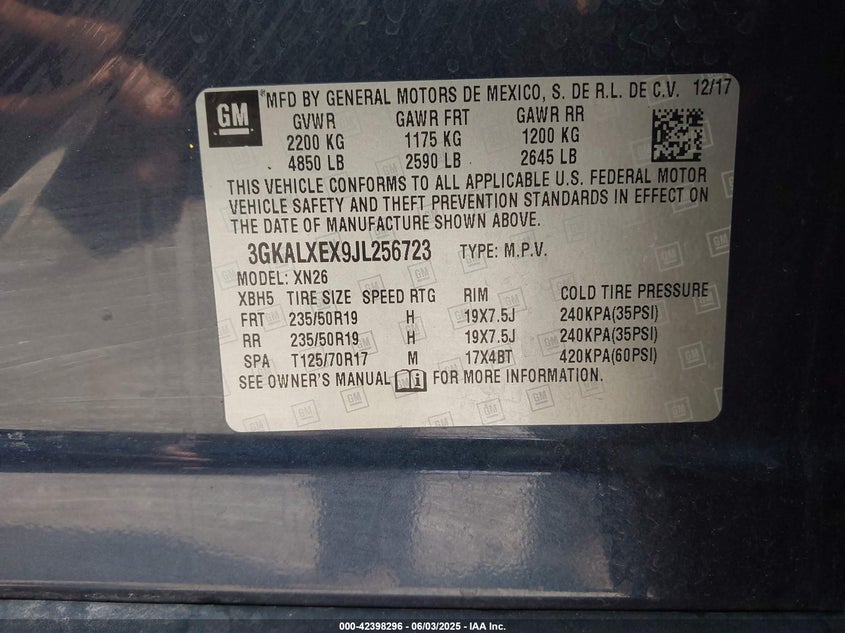 GM
*MFD BY GENERAL MOTORS DE MEXICO, S. DE R.L. DE C.V. 12/17
GVWR GAWR FRT GAWR RR
2200 KG 1175 KG 1200 KG
4850 LB 2590 LB 2645 LB
THIS VEHICLE CONFORMS TO ALL APPLICABLE U.S. FEDERAL MOTOR
VEHICLE SAFETY AND THEFT PREVENTION STANDARDS IN EFFECT ON
THE DATE OF MANUFACTURE SHOWN ABOVE.
3GKALXEX9JL256723 TYPE: M.P.V.
MODEL: XN26
XBH5 TIRE SIZE SPEED RTG RIM COLD TIRE PRESSURE
FRT 235/50R19 H 19X7.5J 240KPA(35PSI)
RR 235/50R19 H 19X7.5J 240KPA(35PSI)
SPA T125/70R17 M 17X4BT 420KPA(60PSI)
SEE OWNER'S MANUAL FOR MORE INFORMATION.
000-42398296 - 06/03/2025 - IAA Inc.